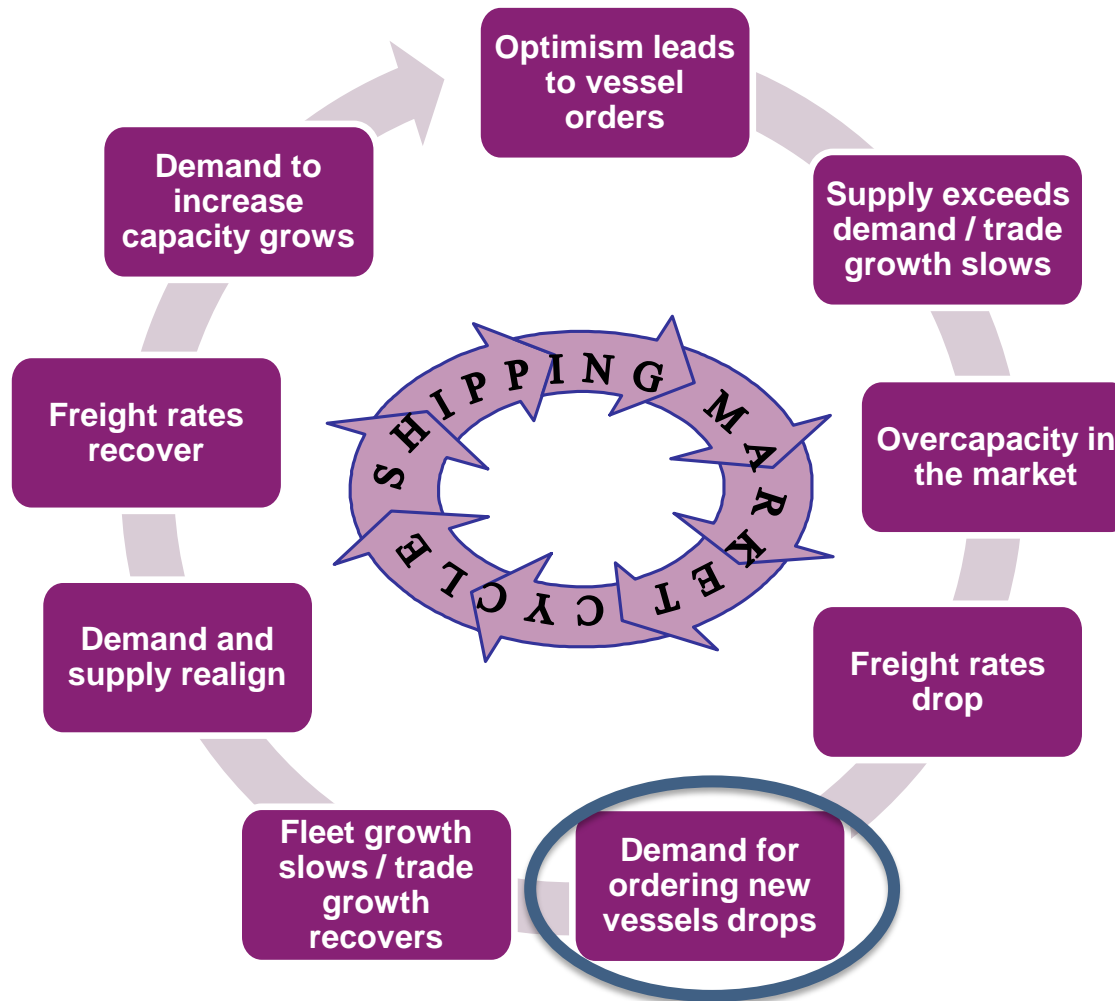 Optimism leads
to vessel
orders
Supply exceeds
demand / trade
growth slows
Overcapacity in
the market
Freight rates
drop
Demand for
ordering new
vessels drops
Fleet growth
slows / trade
growth
recovers
Demand and
supply realign
Freight rates
recover
Demand to
increase
capacity grows
SHIPPING MARKET CYCLE